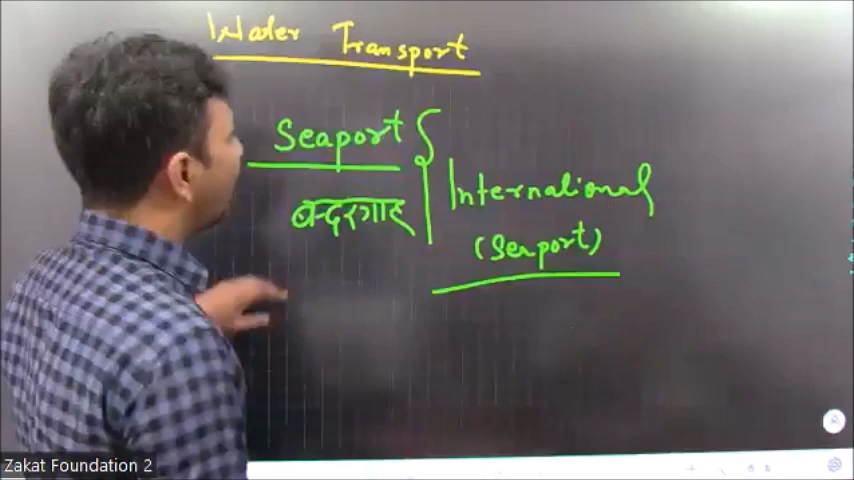 Water Transport
Seaport
बन्दरगाह
International
(Seaport)
Zakat Foundation 2